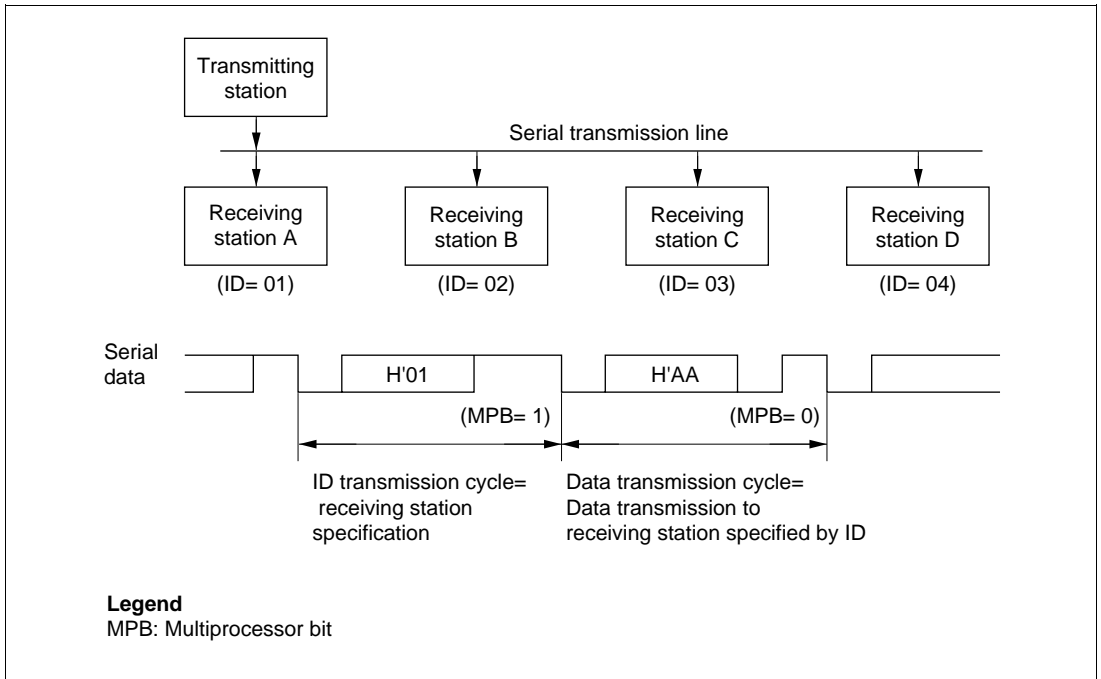 Transmitting
station
Serial transmission line
Receiving
station A
Receiving
station B
Receiving
station C
Receiving
station D
(ID= 01)
(ID= 02)
(ID= 03)
(ID= 04)
Serial
data
H'01
H'AA
(MPB= 1)
(MPB= 0)
ID transmission cycle=
receiving station
specification
Data transmission cycle=
Data transmission to
receiving station specified by ID
Legend
MPB: Multiprocessor bit